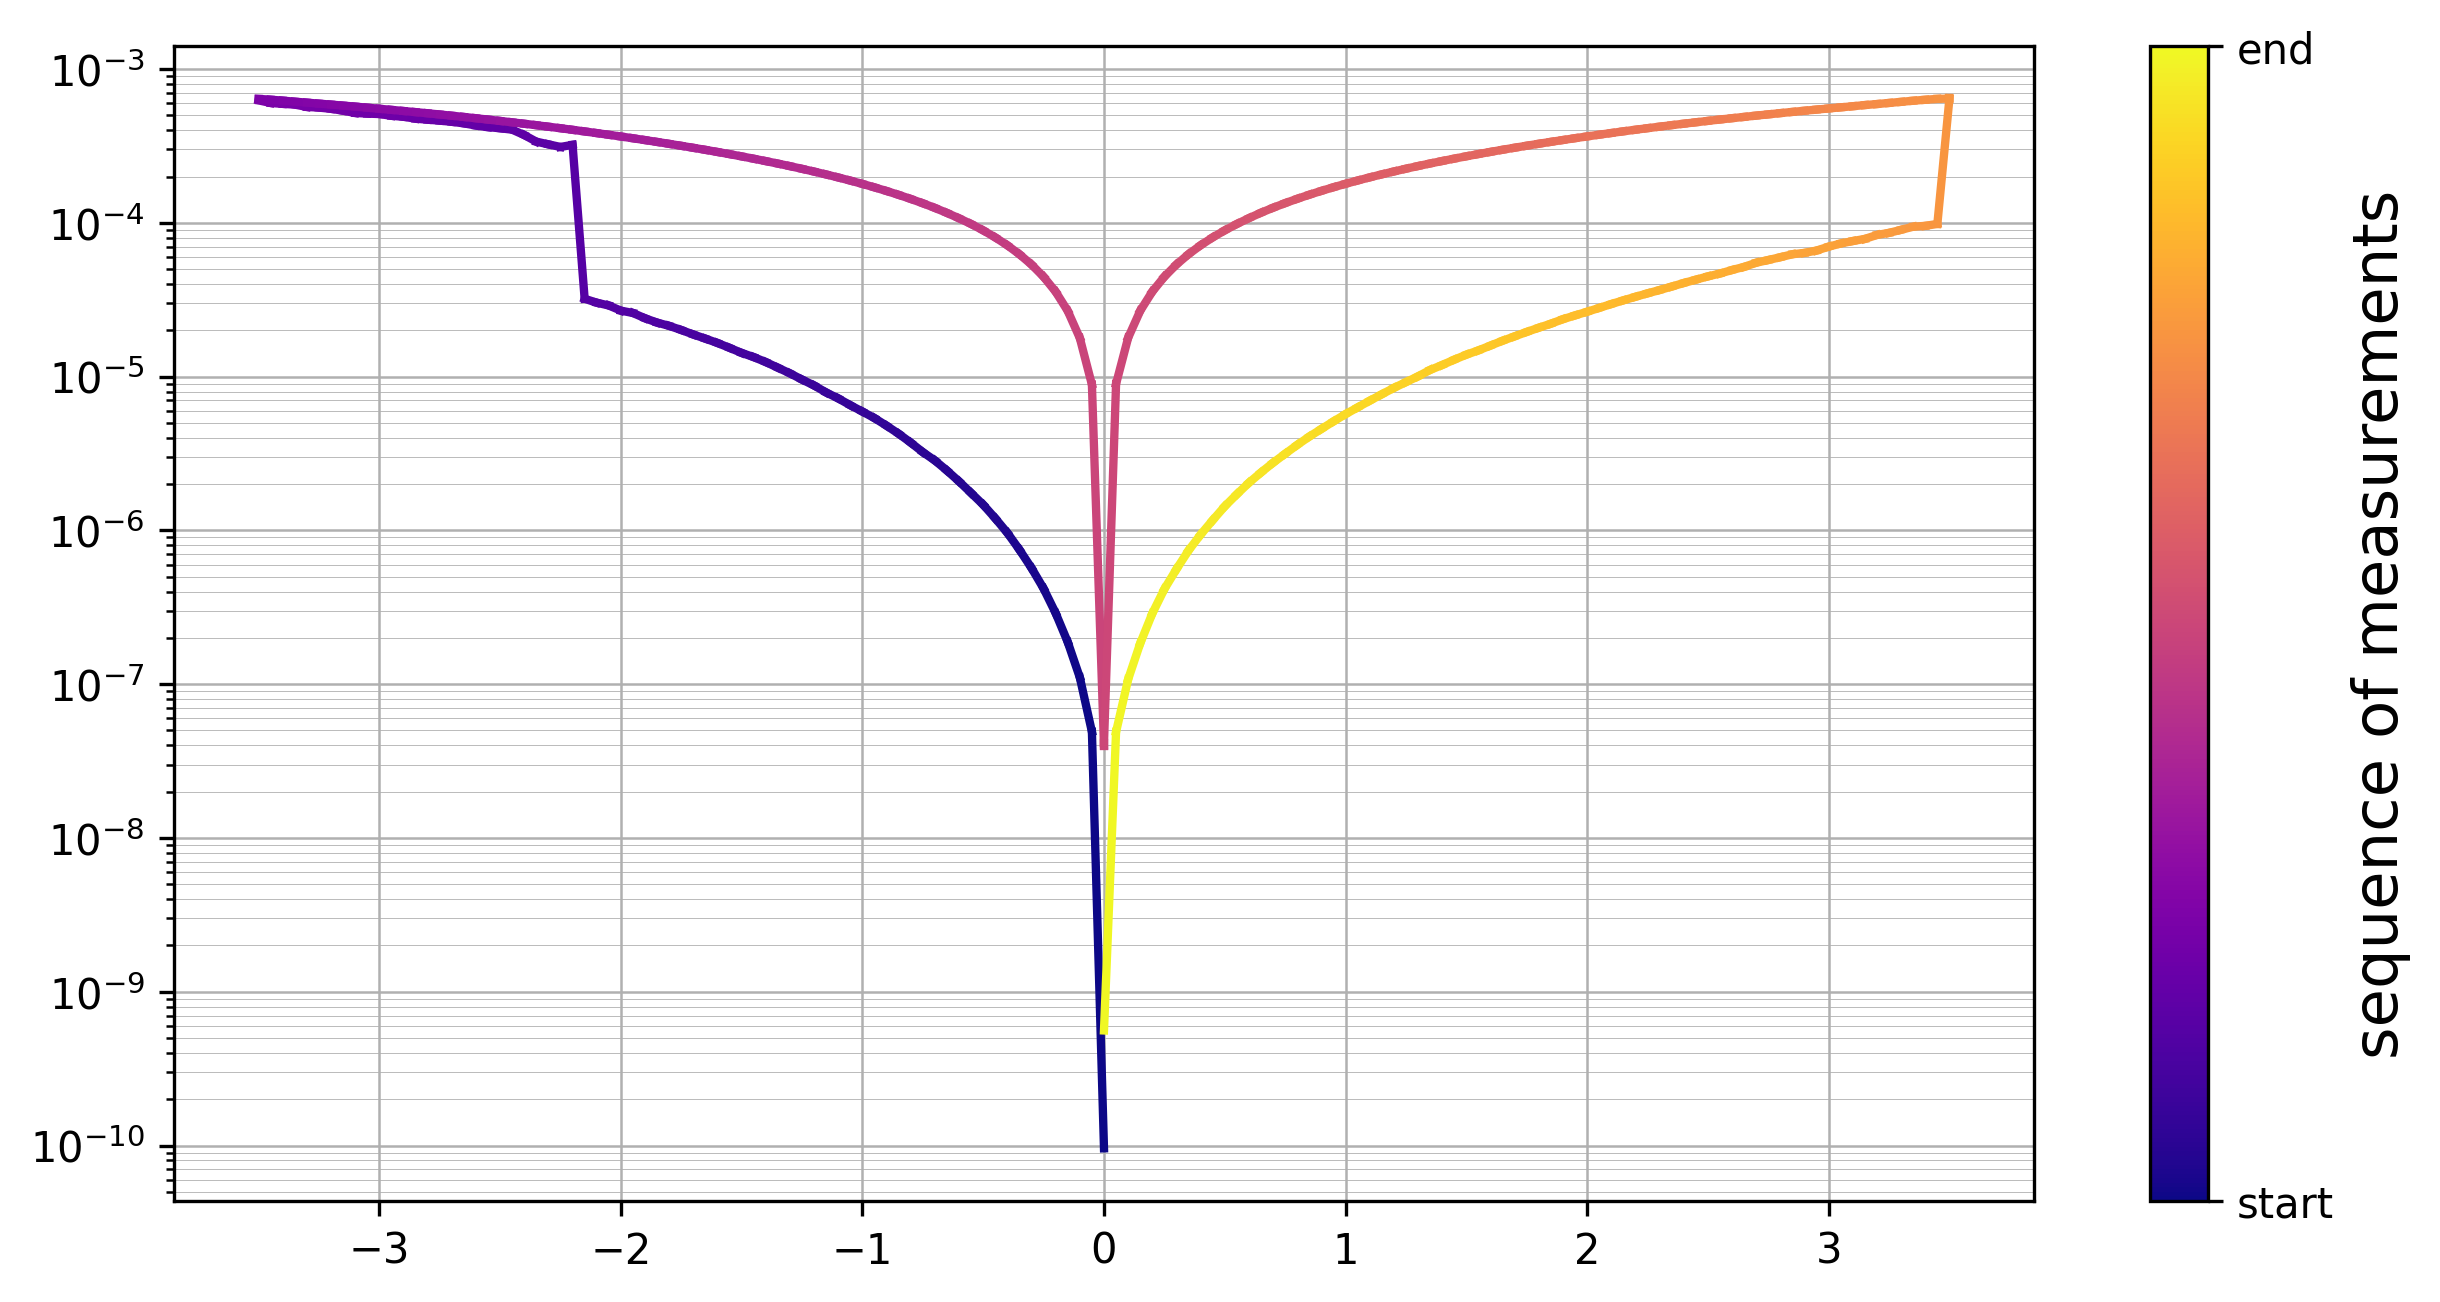 10⁻³
10⁻⁴
10⁻⁵
10⁻⁶
10⁻⁷
10⁻⁸
10⁻⁹
10⁻¹⁰
−3 −2 −1 0 1 2 3
end
start
sequence of measurements